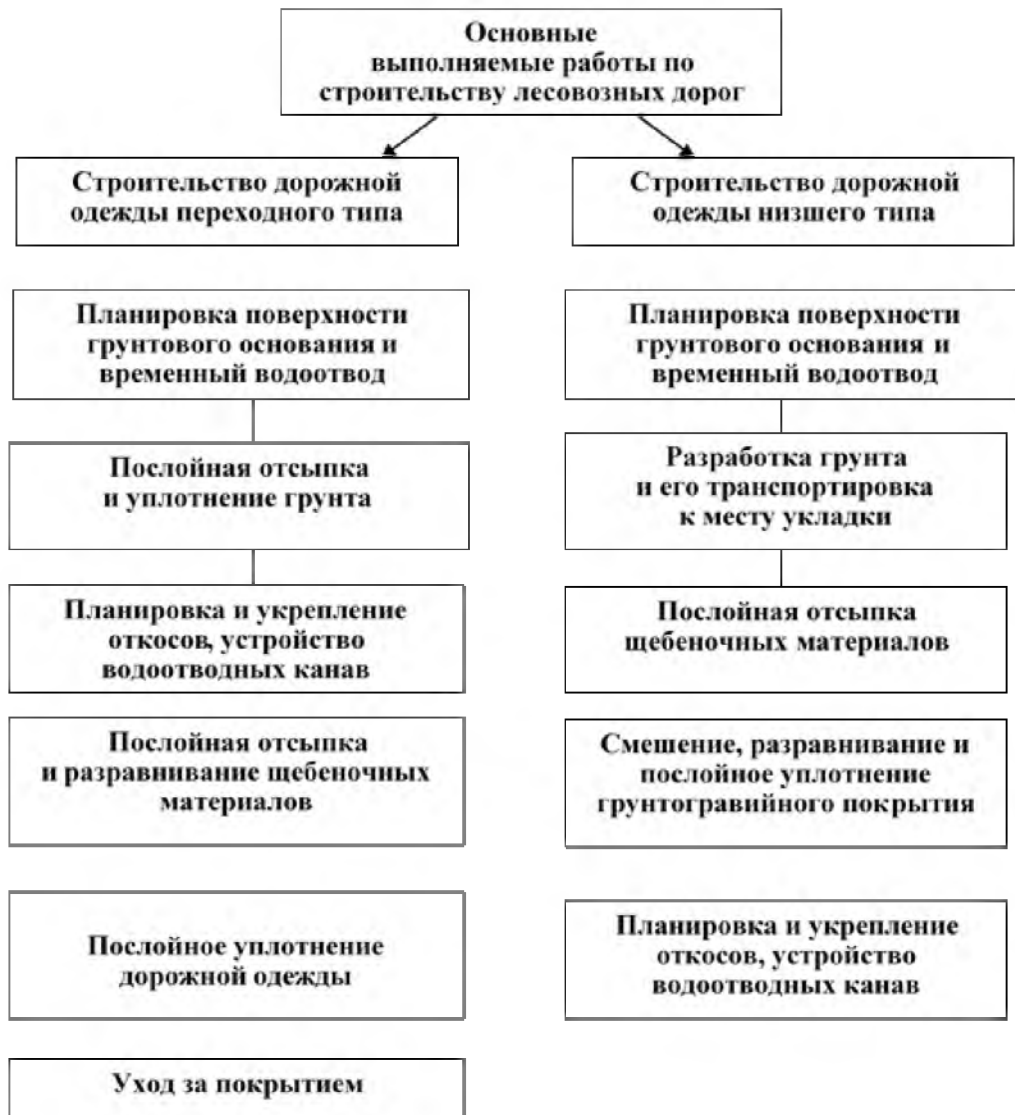 Основные
выполняемые работы по
строительству лесовозных дорог
Строительство дорожной
одежды переходного типа
Строительство дорожной
одежды низшего типа
Планировка поверхности
грунтового основания и
временный водоотвод
Планировка поверхности
грунтового основания и
временный водоотвод
Послойная отсыпка
и уплотнение грунта
Разработка грунта
и его транспортировка
к месту укладки
Планировка и укрепление
откосов, устройство
водоотводных канав
Послойная отсыпка
щебеночных материалов
Послойная отсыпка
и разравнивание щебеночных
материалов
Смешение, разравнивание и
послойное уплотнение
грунтогравийного покрытия
Послойное уплотнение
дорожной одежды
Планировка и укрепление
откосов, устройство
водоотводных канав
Уход за покрытием